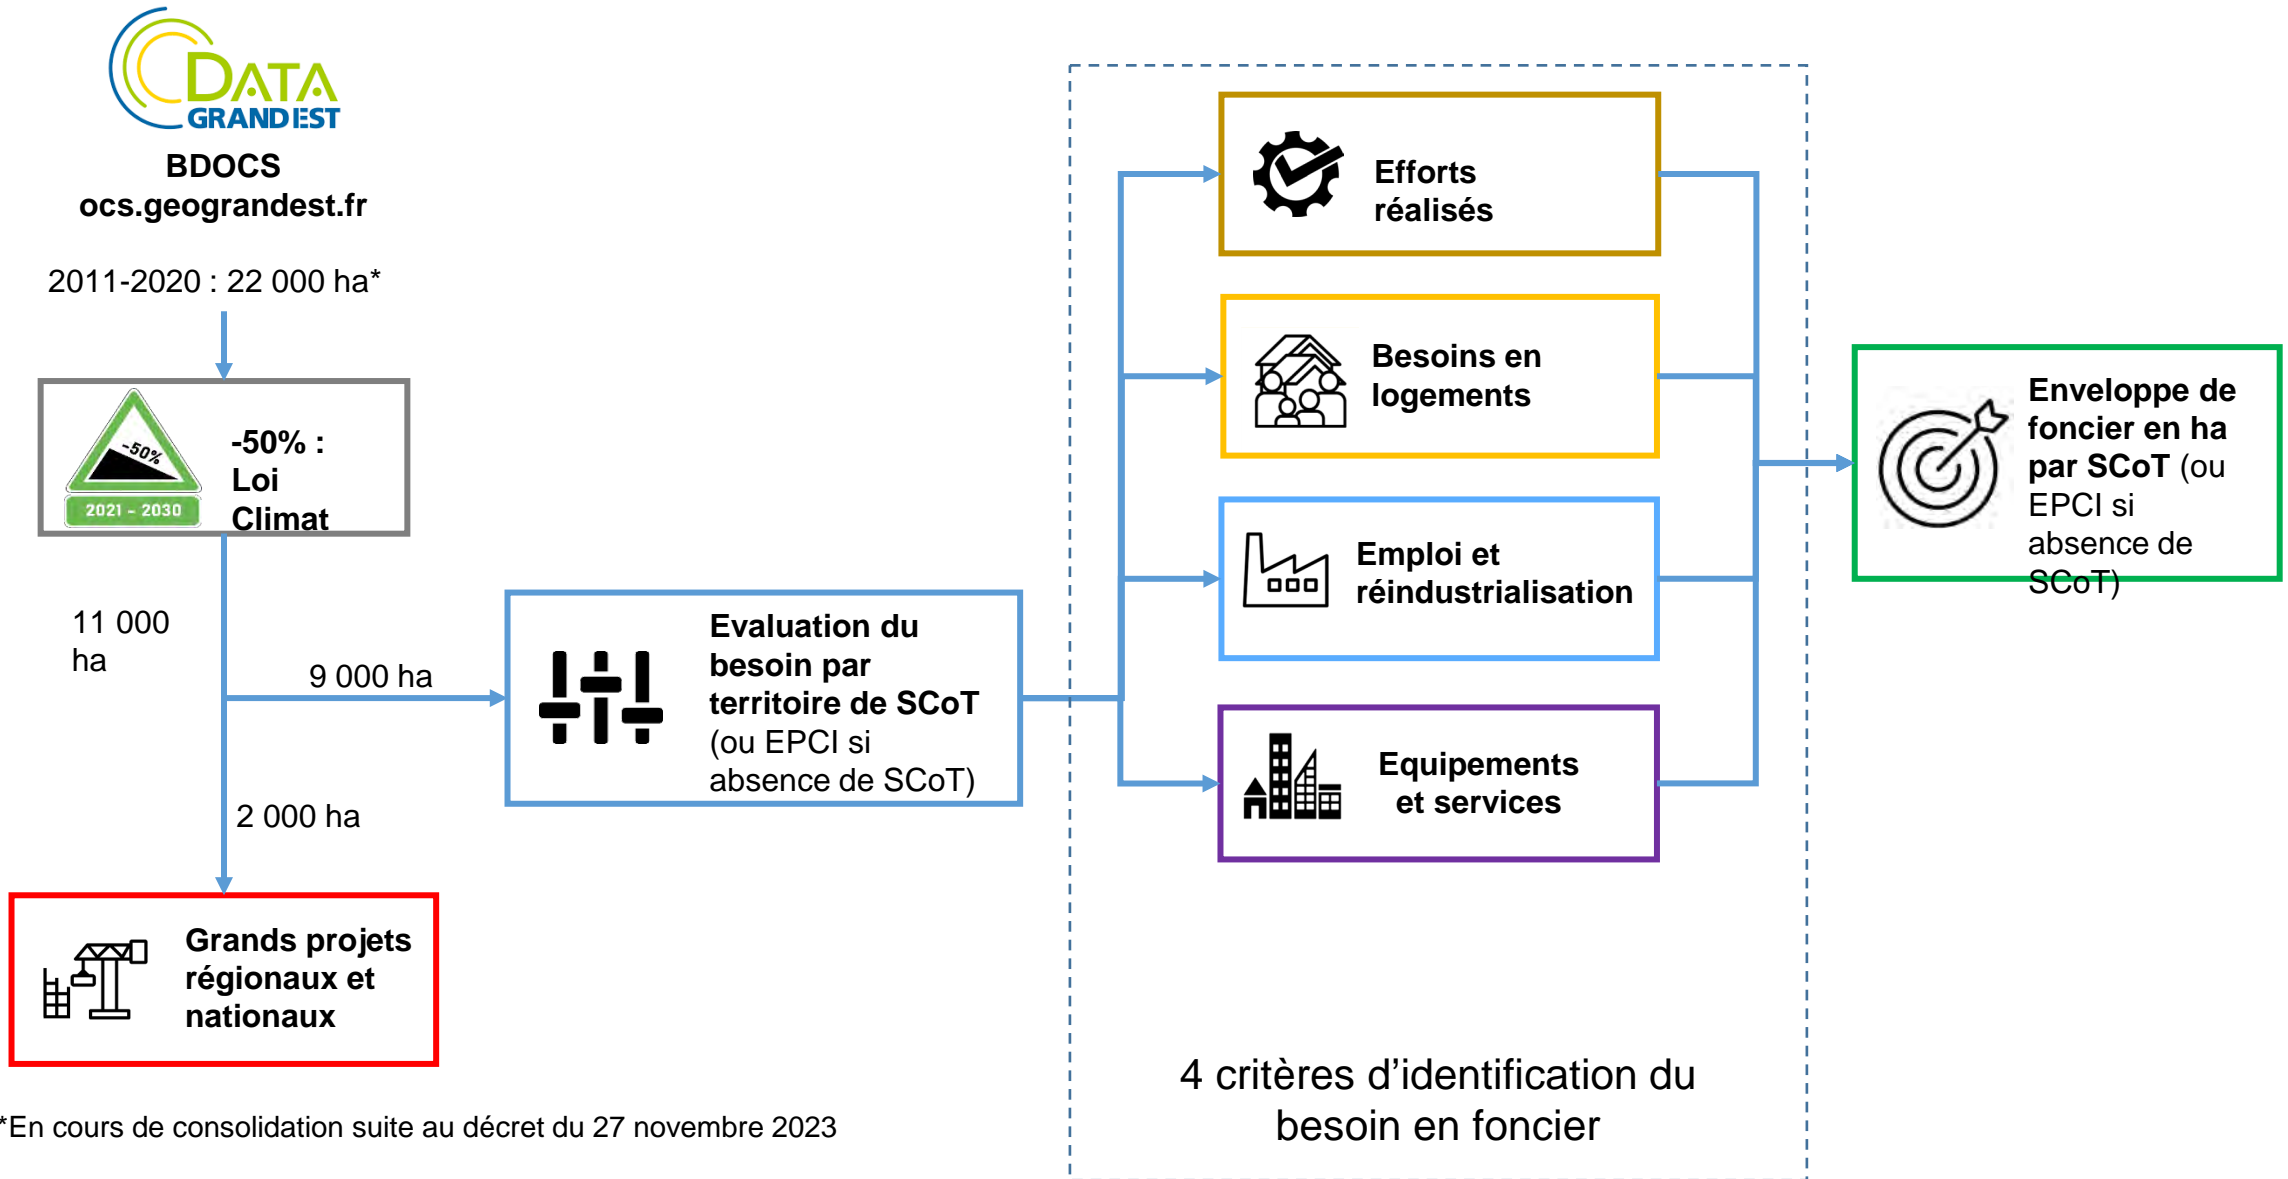 DATA
GRAND EST
BDOCS
ocs.geograndest.fr
2011-2020 : 22 000 ha*
-50%
2021 - 2030
-50% :
Loi
Climat
11 000
ha
9 000 ha
2 000 ha
Grands projets
régionaux et
nationaux
*En cours de consolidation suite au décret du 27 novembre 2023
Evaluation du
besoin par
territoire de SCoT
(ou EPCI si
absence de SCoT)
Efforts
réalisés
Besoins en
logements
Emploi et
réindustrialisation
Equipements
et services
4 critères d’identification du
besoin en foncier
Enveloppe de
foncier en ha
par SCoT (ou
EPCI si
absence de
SCoT)